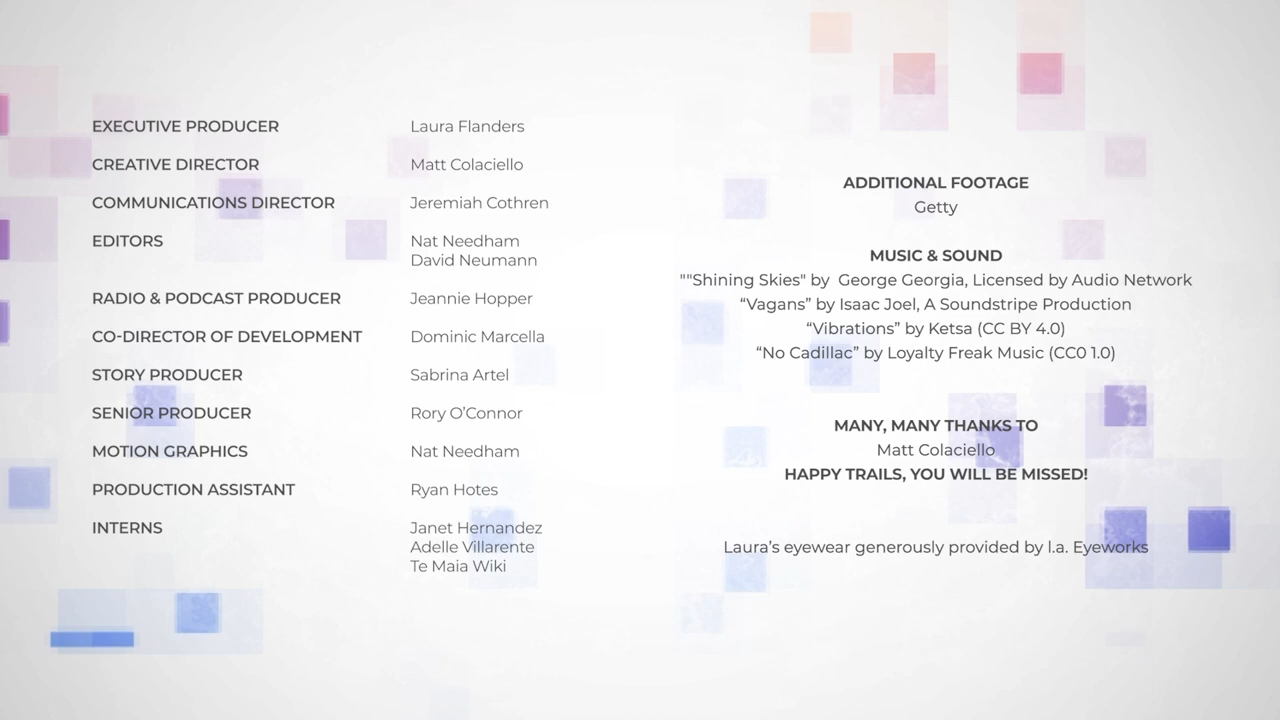 EXECUTIVE PRODUCER Laura Flanders
CREATIVE DIRECTOR Matt Colaciello
COMMUNICATIONS DIRECTOR Jeremiah Cothren
EDITORS Nat Needham
David Neumann
RADIO & PODCAST PRODUCER Jeannie Hopper
CO-DIRECTOR OF DEVELOPMENT Dominic Marcella
STORY PRODUCER Sabrina Artel
SENIOR PRODUCER Rory O’Connor
MOTION GRAPHICS Nat Needham
PRODUCTION ASSISTANT Ryan Hotes
INTERNS Janet Hernandez
Adelle Villarente
Te Maia Wiki
ADDITIONAL FOOTAGE
Getty
MUSIC & SOUND
""Shining Skies" by  George Georgia, Licensed by Audio Network
“Vagans” by Isaac Joel, A Soundstripe Production
“Vibrations” by Ketsa (CC BY 4.0)
“No Cadillac” by Loyalty Freak Music (CC0 1.0)
MANY, MANY THANKS TO
Matt Colaciello
HAPPY TRAILS, YOU WILL BE MISSED!
Laura’s eyewear generously provided by l.a. Eyeworks